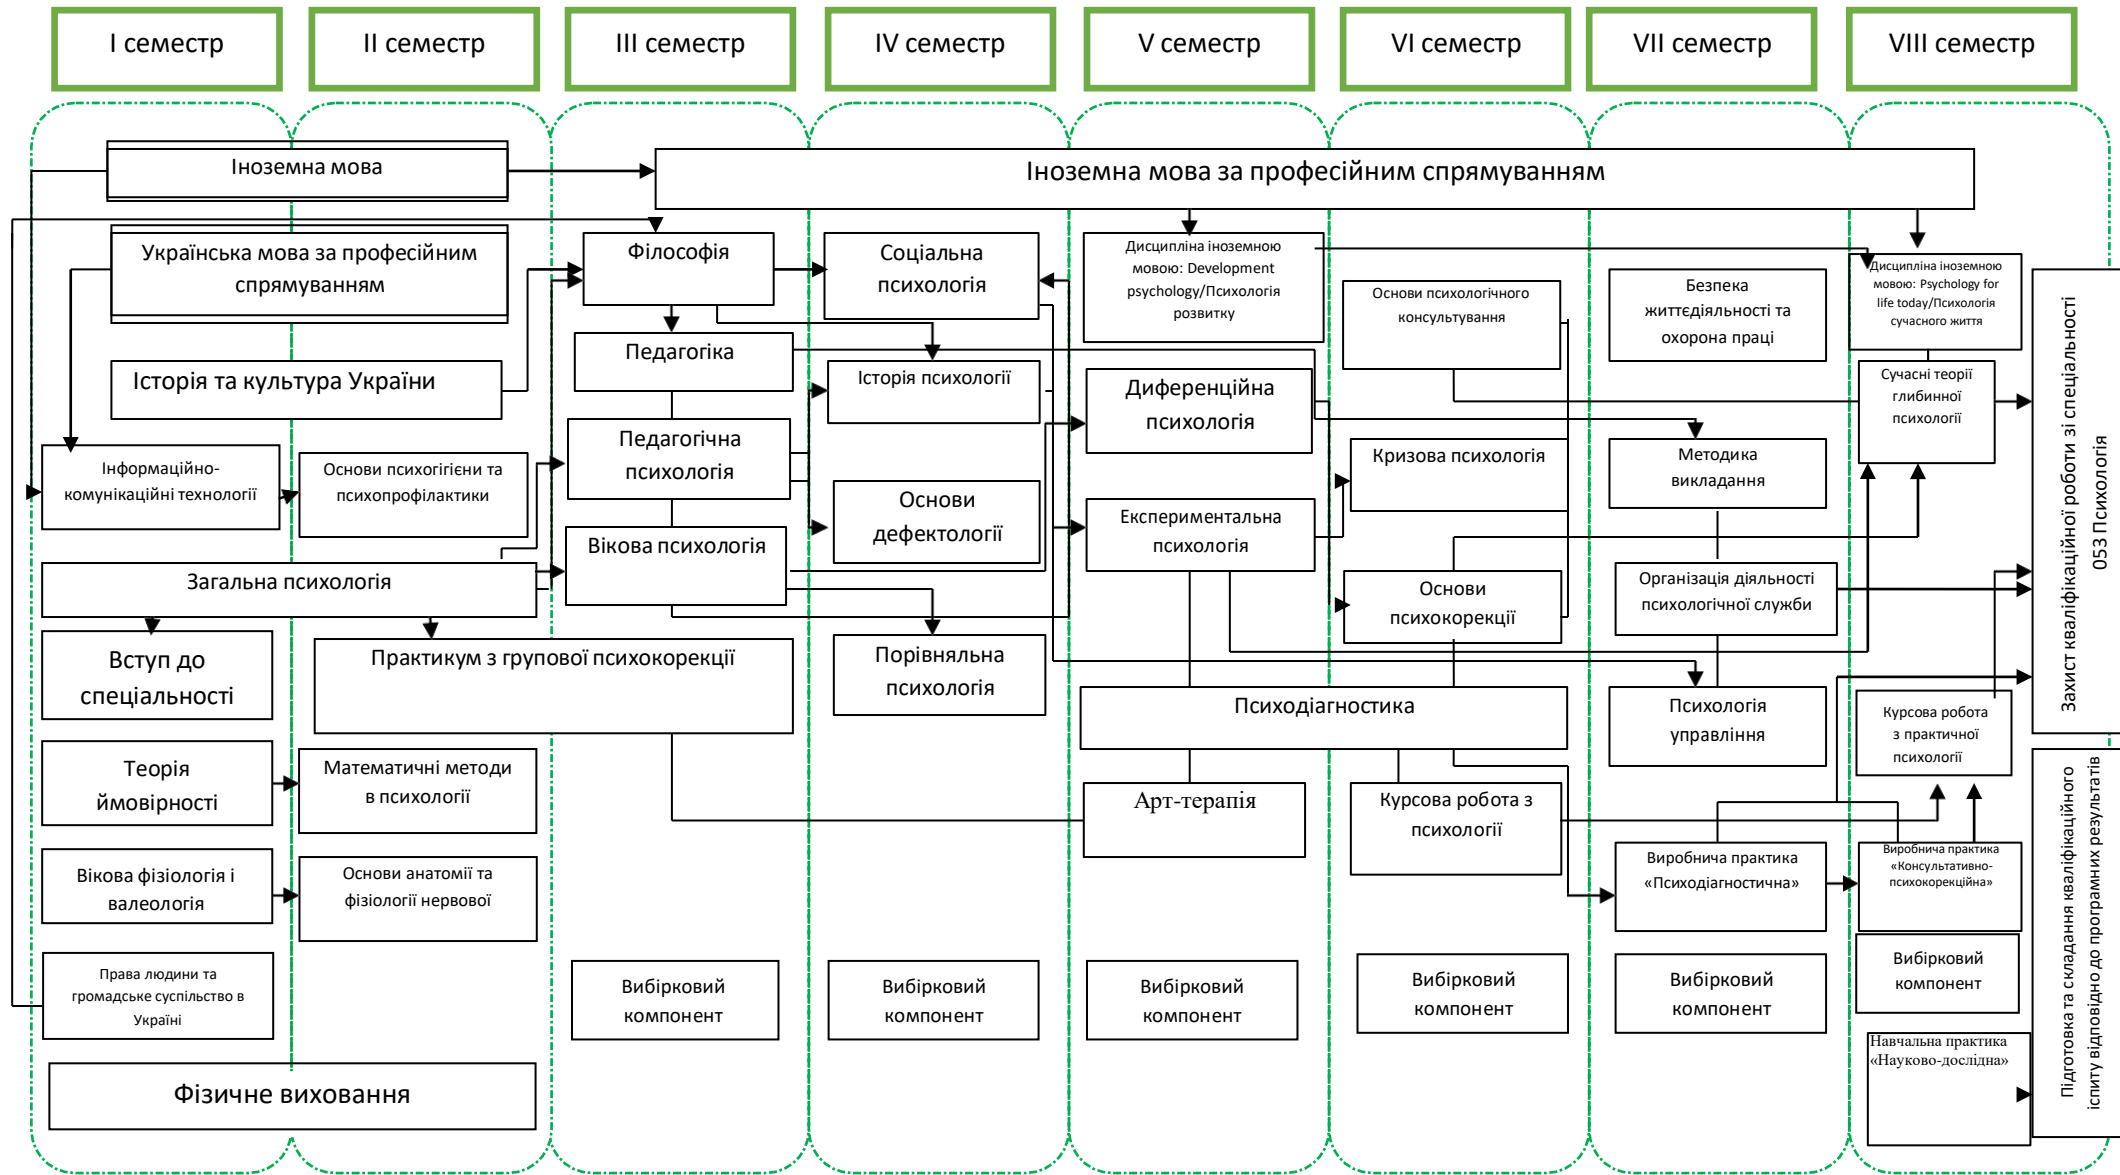 I семестр
II семестр
III семестр
IV семестр
V семестр
VI семестр
VII семестр
VIII семестр
Іноземна мова
Іноземна мова за професійним спрямуванням
Українська мова за професійним
спрямуванням
Філософія
Соціальна
психологія
Дисципліна іноземною
мовою: Development
psychology/Психологія
розвитку
Основи психологічного
консультування
Безпека
життєдіяльності та
охорона праці
Дисципліна іноземною
мовою: Psychology for
life today/Психологія
сучасного життя
Історія та культура України
Педагогіка
Історія психології
Диференційна
психологія
Сучасні теорії
глибинної
психології
Інформаційно-
комунікаційні технології
Основи психогігієни та
психопрофілактики
Педагогічна
психологія
Основи
дефектології
Експериментальна
психологія
Кризова психологія
Методика
викладання
Загальна психологія
Вікова психологія
Основи
психокорекції
Організація діяльності
психологічної служби
Вступ до
спеціальності
Практикум з групової психокорекції
Порівняльна
психологія
Психодіагностика
Психологія
управління
Курсова робота
з практичної
психології
Теорія
ймовірності
Математичні методи
в психології
Арт-терапія
Курсова робота з
психології
Вікова фізіологія і
валеологія
Основи анатомії та
фізіології нервової
Виробнича практика
«Психодіагностична»
Виробнича практика
«Консультативно-
психокорекційна»
Права людини та
громадське суспільство в
Україні
Вибірковий
компонент
Вибірковий
компонент
Вибірковий
компонент
Вибірковий
компонент
Вибірковий
компонент
Вибірковий
компонент
Фізичне виховання
Навчальна практика
«Науково-дослідна»
Захист кваліфікаційної роботи зі спеціальності
053 Психологія
Підготовка та складання кваліфікаційного
іспиту відповідно до програмних результатів